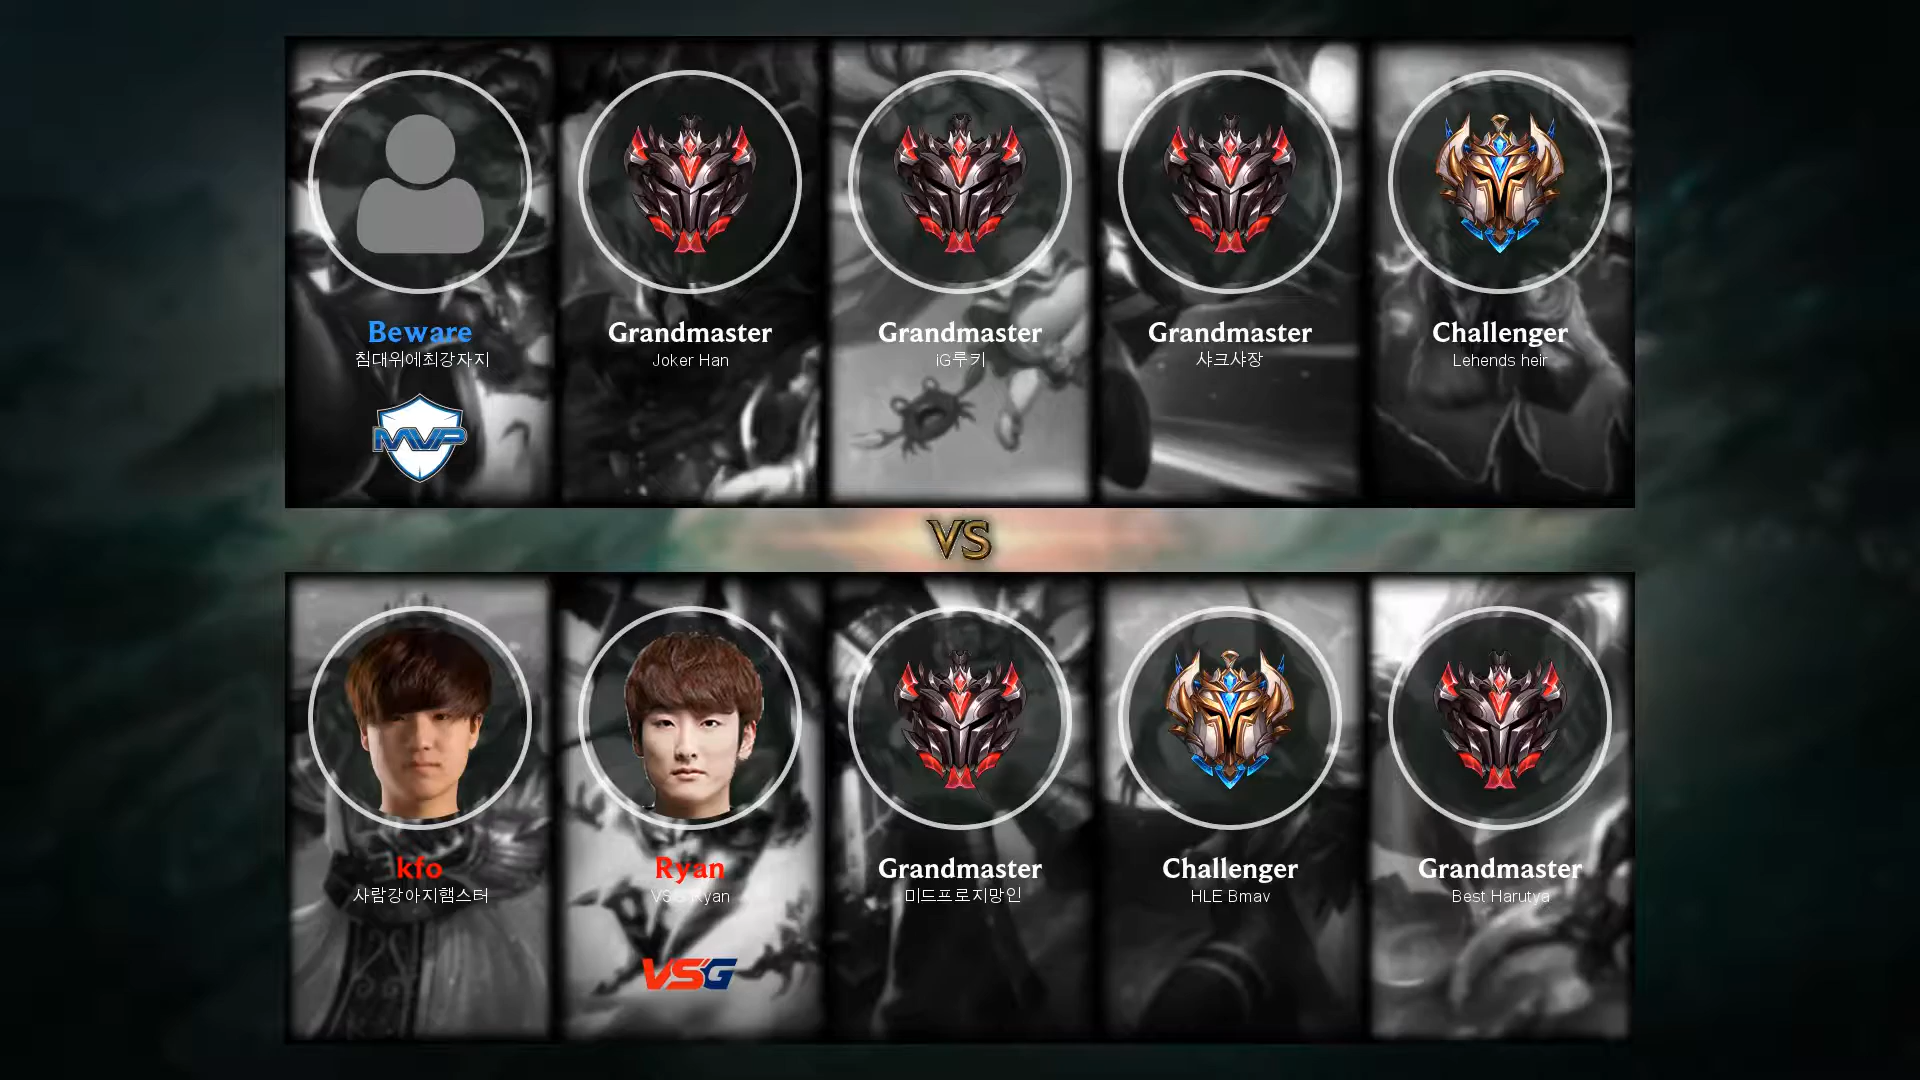 Beware
침대위에최강자지
MVP
Grandmaster
Joker Han
Grandmaster
iG루키
Grandmaster
샤크샤장
Challenger
Lehends heir
VS
kfo
사람강아지햄스터
Ryan
VSG Ryan
VSG
Grandmaster
미드프로지망인
Challenger
HLE Bmav
Grandmaster
Best Harutya